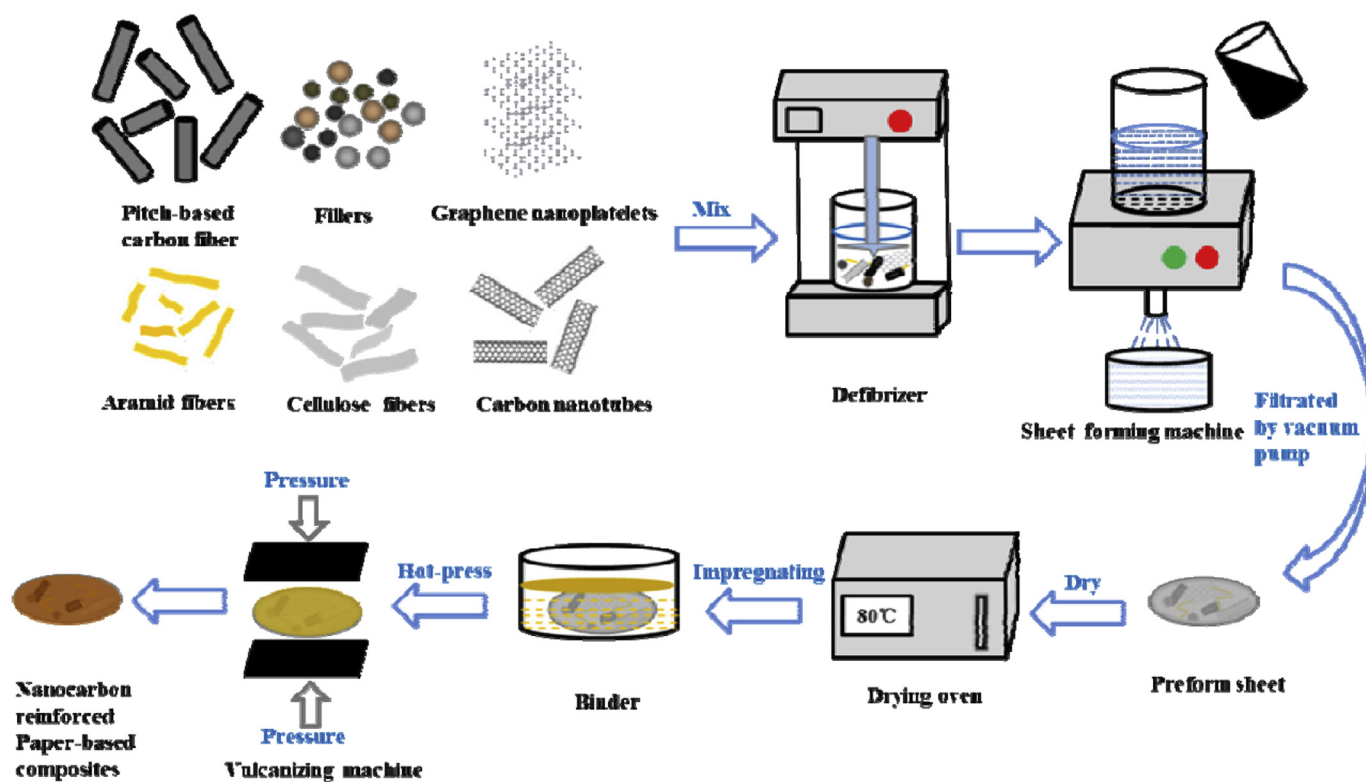 Pitch-based
carbon fiber
Fillers
Graphene nanoplatelets
Mix
Aramid fibers
Cellulose fibers
Carbon nanotubes
Defibrizer
Sheet forming machine
Filtrated
by vacuum
pump
Pressure
Hot-press
Impregnating
80℃
Dry
Nanocarbon
reinforced
Paper-based
composites
Pressure
Vulcanizing machine
Binder
Drying oven
Preform sheet